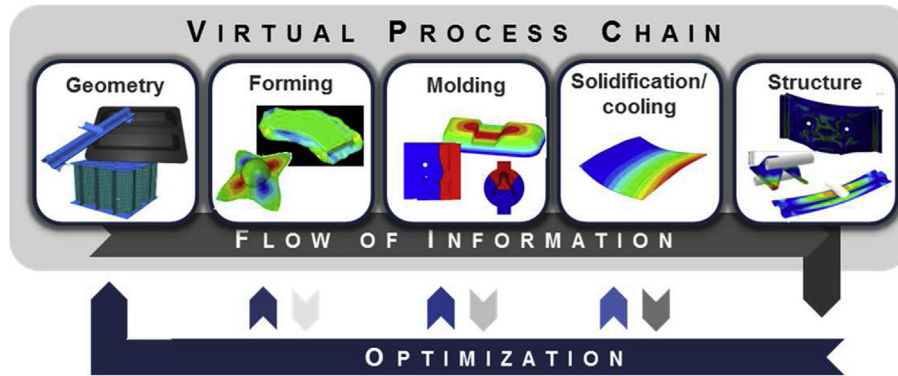 VIRTUAL PROCESS CHAIN
Geometry
Forming
Molding
Solidification/
cooling
Structure
FLOW OF INFORMATION
OPTIMIZATION